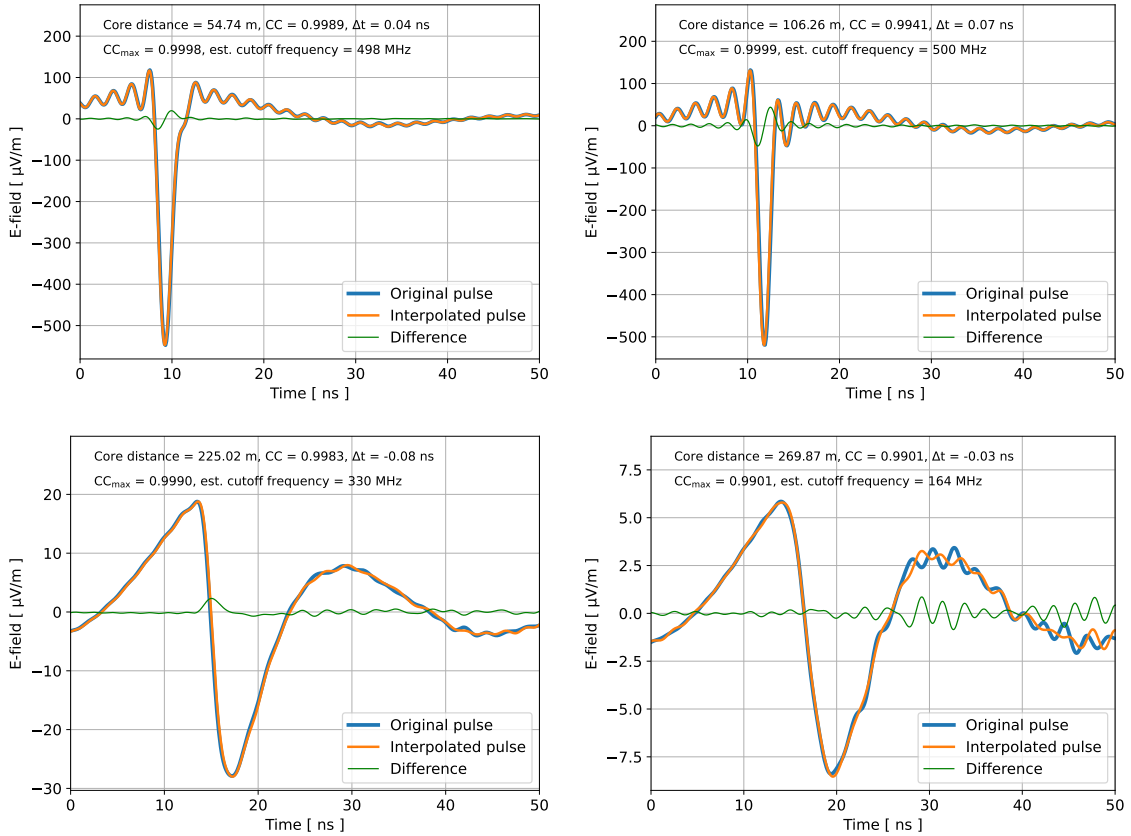 Core distance = 54.74 m, CC = 0.9989, Δt = 0.04 ns
CCmax = 0.9998, est. cutoff frequency = 498 MHz
E-field [ μV/m ]
200
100
0
−100
−200
−300
−400
−500
Original pulse
Interpolated pulse
Difference
0
10
20
30
40
50
Time [ ns ]
Core distance = 106.26 m, CC = 0.9941, Δt = 0.07 ns
CCmax = 0.9999, est. cutoff frequency = 500 MHz
E-field [ μV/m ]
200
100
0
−100
−200
−300
−400
−500
Original pulse
Interpolated pulse
Difference
0
10
20
30
40
50
Time [ ns ]
Core distance = 225.02 m, CC = 0.9983, Δt = -0.08 ns
CCmax = 0.9990, est. cutoff frequency = 330 MHz
E-field [ μV/m ]
20
10
0
−10
−20
−30
Original pulse
Interpolated pulse
Difference
0
10
20
30
40
50
Time [ ns ]
Core distance = 269.87 m, CC = 0.9901, Δt = -0.03 ns
CCmax = 0.9901, est. cutoff frequency = 164 MHz
E-field [ μV/m ]
7.5
5.0
2.5
0.0
−2.5
−5.0
−7.5
Original pulse
Interpolated pulse
Difference
0
10
20
30
40
50
Time [ ns ]